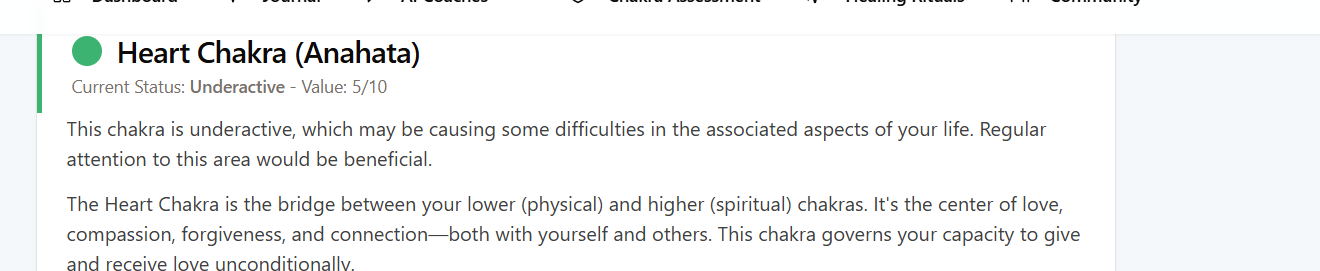 Dashboard Journal AI Coaches Chakra Assessment Healing Rituals Community
Heart Chakra (Anahata)
Current Status: Underactive - Value: 5/10
This chakra is underactive, which may be causing some difficulties in the associated aspects of your life. Regular
attention to this area would be beneficial.
The Heart Chakra is the bridge between your lower (physical) and higher (spiritual) chakras. It's the center of love,
compassion, forgiveness, and connection—both with yourself and others. This chakra governs your capacity to give
and receive love unconditionally.